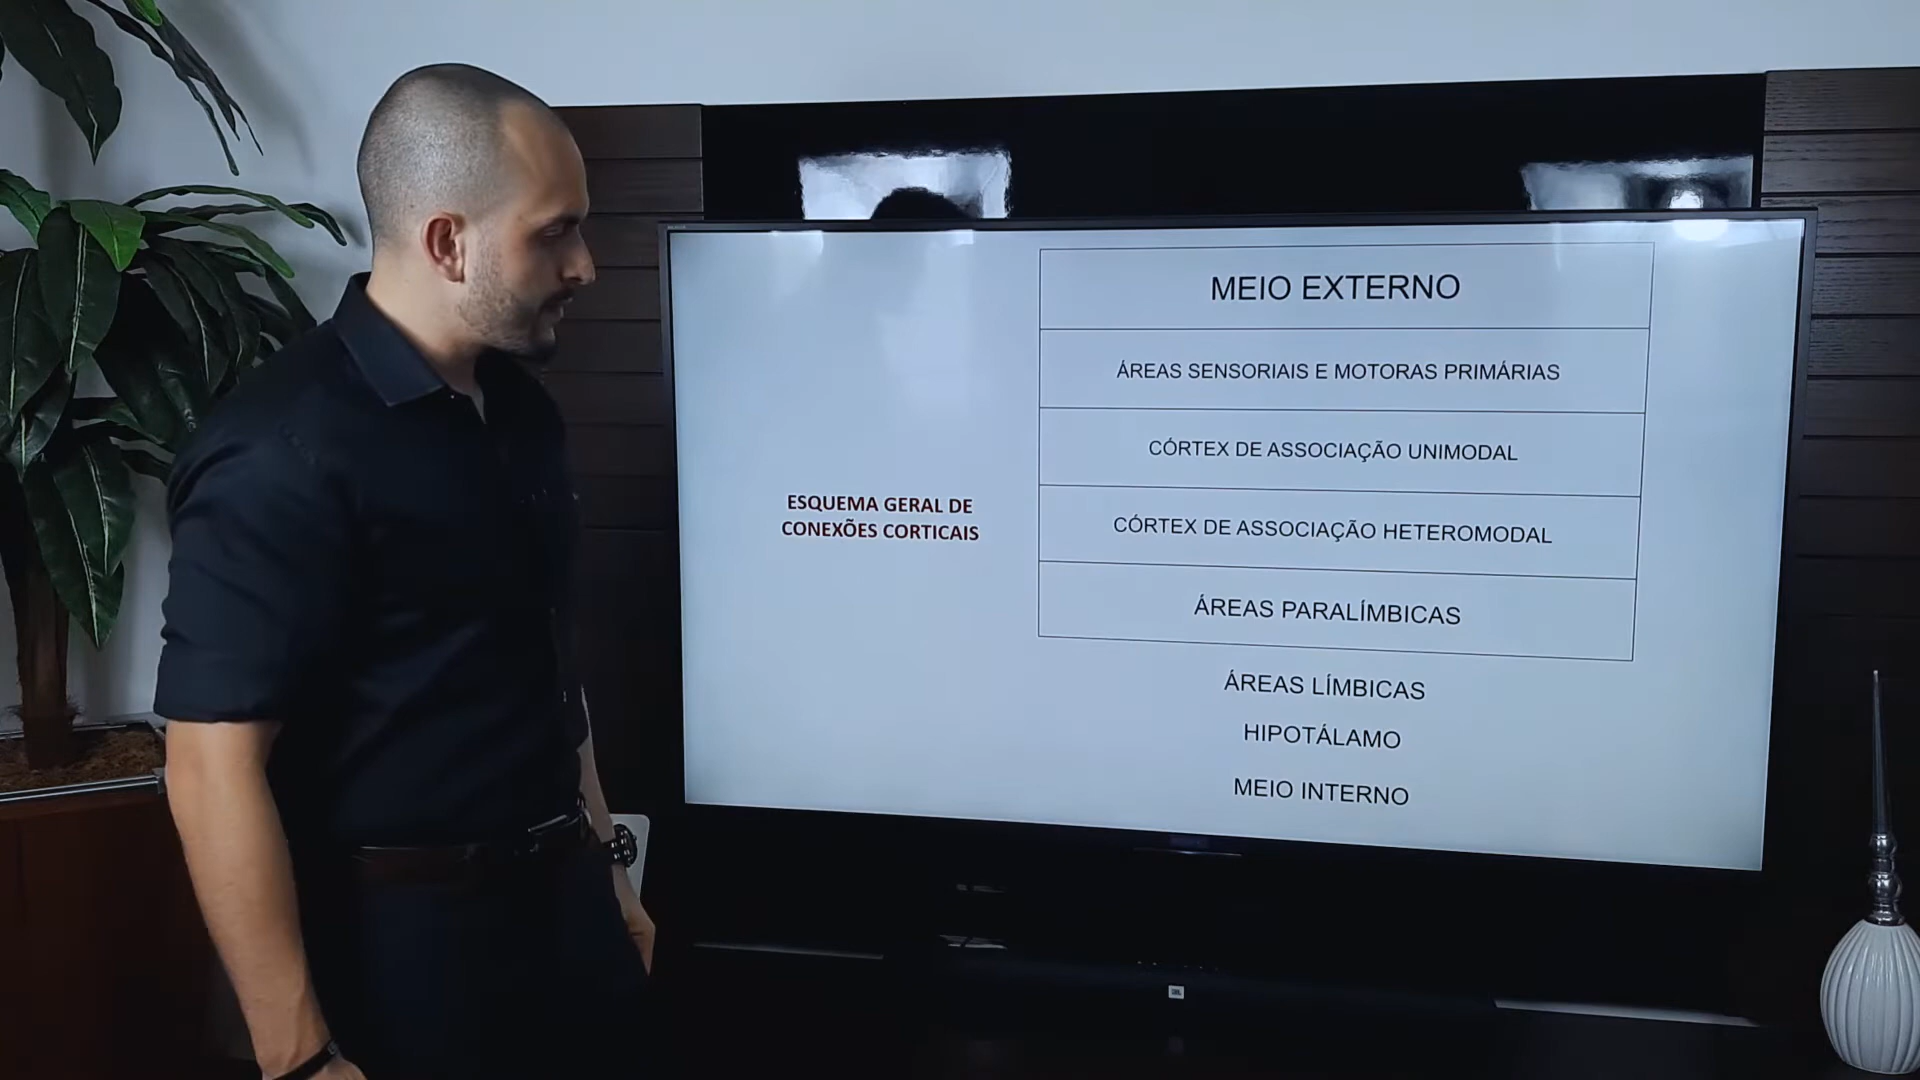 MEIO EXTERNO
ÁREAS SENSORIAIS E MOTORAS PRIMÁRIAS
CÓRTEX DE ASSOCIAÇÃO UNIMODAL
ESQUEMA GERAL DE
CONEXÕES CORTICAIS
CÓRTEX DE ASSOCIAÇÃO HETEROMODAL
ÁREAS PARALÍMBICAS
ÁREAS LÍMBICAS
HIPOTÁLAMO
MEIO INTERNO
JBL